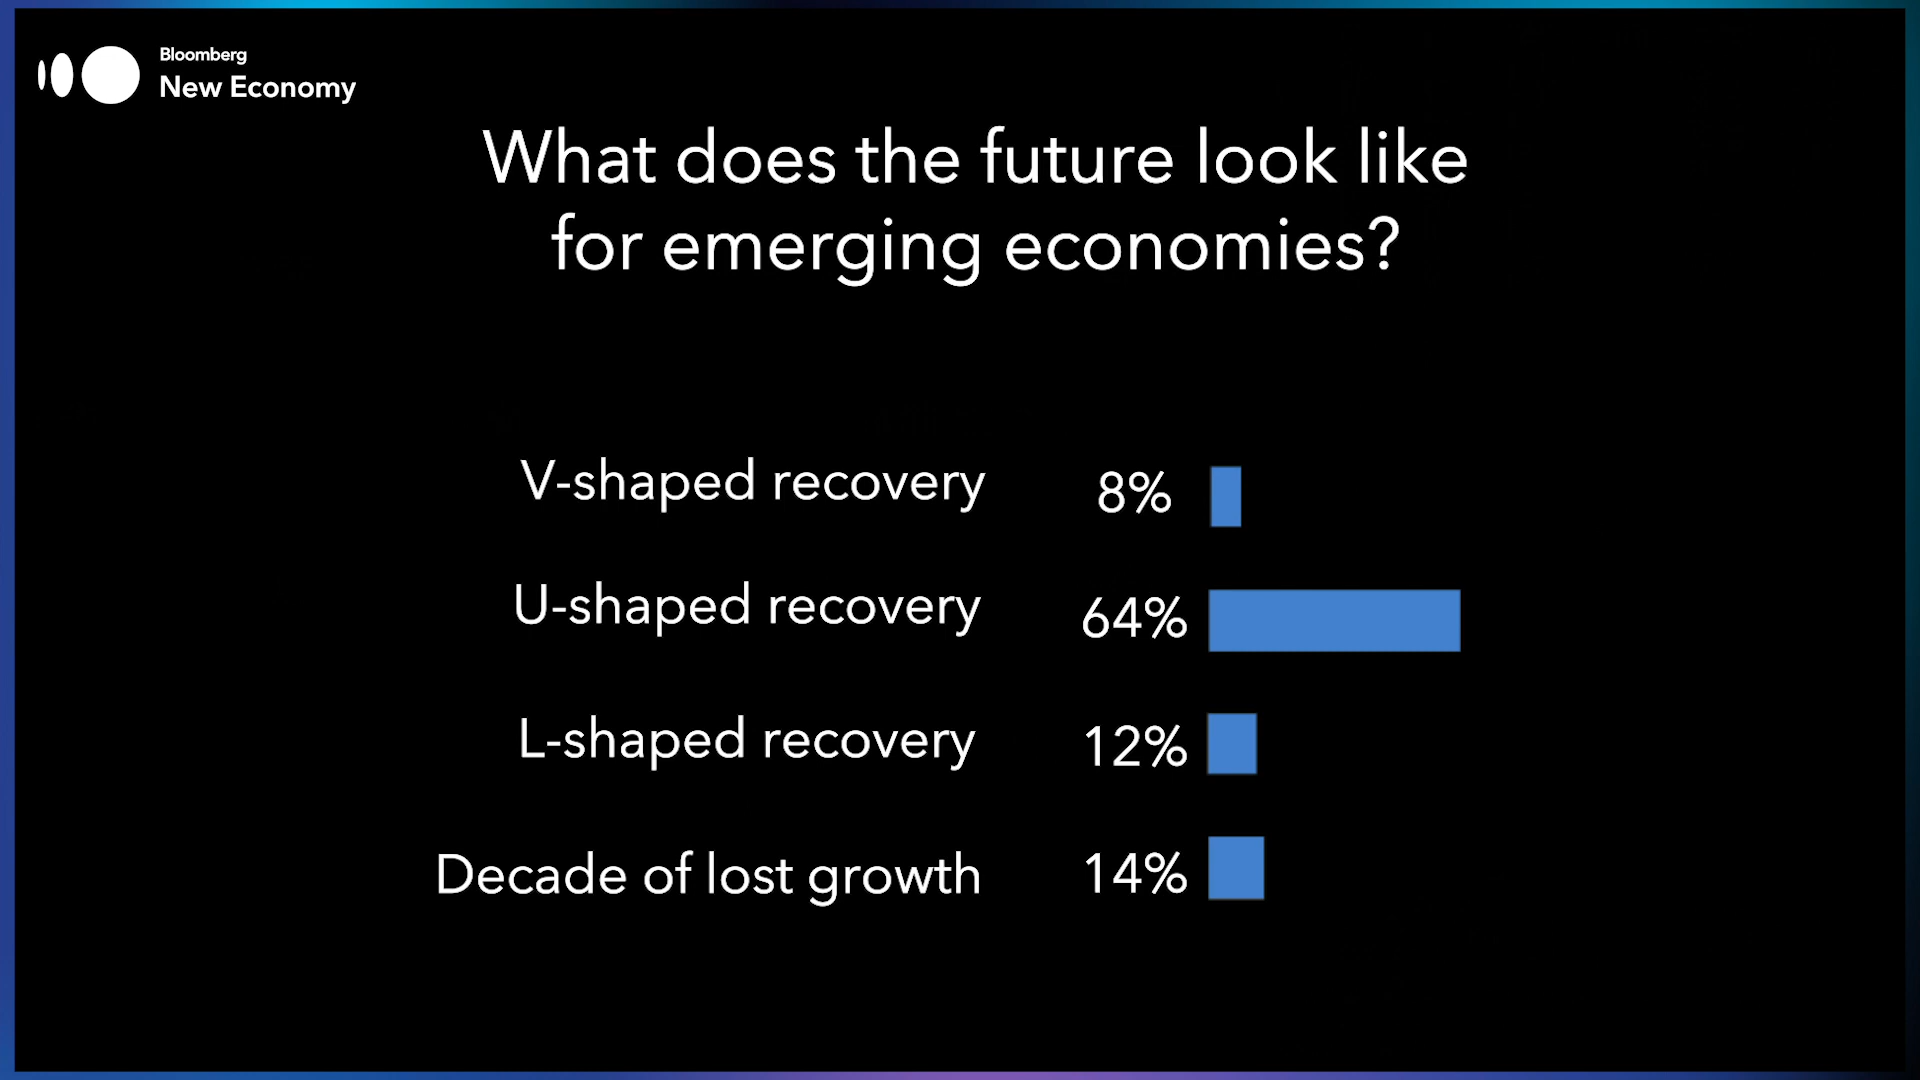 Bloomberg
New Economy
What does the future look like
for emerging economies?
V-shaped recovery 8%
U-shaped recovery 64%
L-shaped recovery 12%
Decade of lost growth 14%